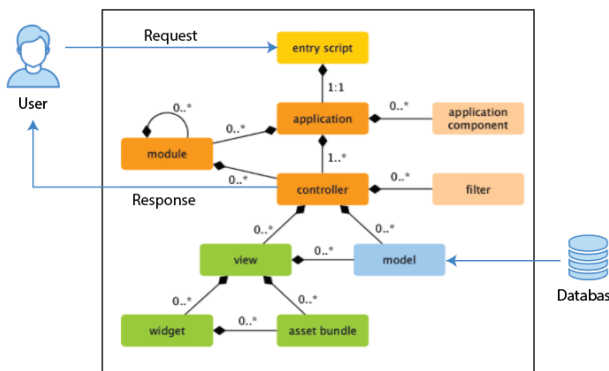 Request
entry script
User
1:1
0..*
0..*
0..*
application
application
component
module
1..*
0..*
Response
controller
0..*
filter
0..*
0..*
view
0..*
model
Databas
0..*
0..*
widget
0..*
asset bundle